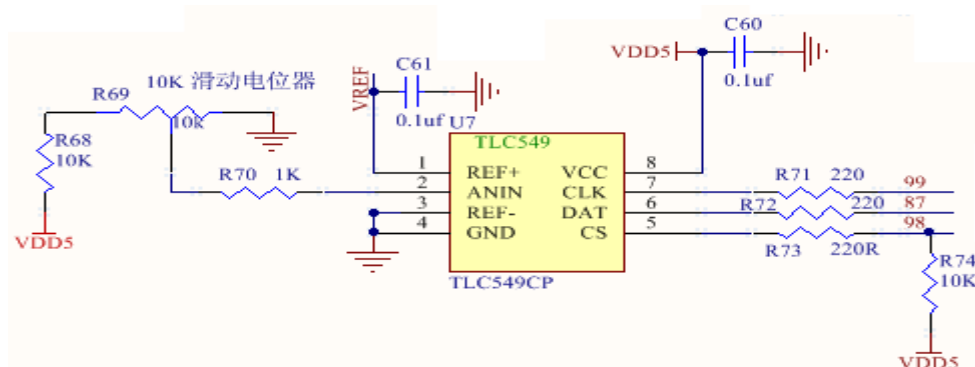 C60
VDD5
0.1uf
C61
VREF
0.1uf
10K 滑动电位器
R69
10k
R68
10K
VDD5
R70 1K
U7
TLC549
1 REF+ VCC 8
2 ANIN CLK 7
3 REF- DAT 6
4 GND CS 5
TLC549CP
R71 220 99
R72 220 87
R73 220R 98
R74
10K
VDD5